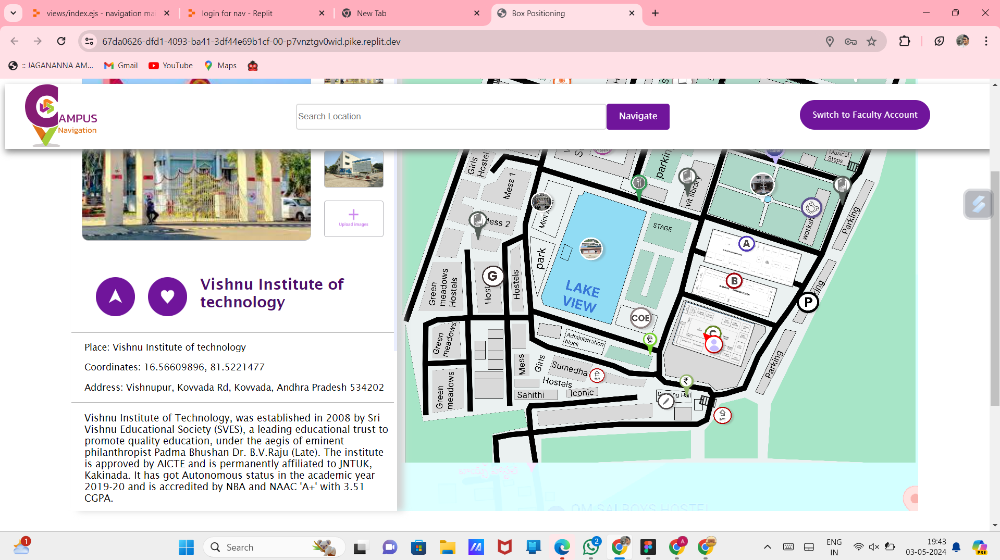 views/index.ejs - navigation ma
login for nav - Replit
New Tab
Box Positioning
67da0626-dfd1-4093-ba41-3df44e69b1cf-00-p7vnztgv0wid.pike.replit.dev
:: JAGANANNA AM...
Gmail
YouTube
Maps
CAMPUS
Navigation
Search Location
Navigate
Switch to Faculty Account
Upload images
Vishnu Institute of
technology
Place: Vishnu Institute of technology
Coordinates: 16.56609896, 81.5221477
Address: Vishnupur, Kovvada Rd, Kovvada, Andhra Pradesh 534202
Vishnu Institute of Technology, was established in 2008 by Sri
Vishnu Educational Society (SVES), a leading educational trust to
promote quality education, under the aegis of eminent
philanthropist Padma Bhushan Dr. B.V.Raju (Late). The institute
is approved by AICTE and is permanently affiliated to JNTUK,
Kakinada. It has got Autonomous status in the academic year
2019-20 and is accredited by NBA and NAAC 'A+' with 3.51
CGPA.
Girls
Hostel
Mess 1
Mess 2
Mini A
park
parking
vit library
Musical
Steps
worksh
Parking
STAGE
LAKE
VIEW
A
B
C
P
G
COE
Green
meadows
Hostels
Host
Hostels
Green
meadows
Green
meadows
Administration
block
Mess
Girls
Sumedha
Hostels
Sahithi
Iconic
Hall
Parking
బాయ్స్ హాస్టల్
OM SAI BOYS HOSTEL
1
Search
2
A
ENG
IN
19:43
03-05-2024
PRE